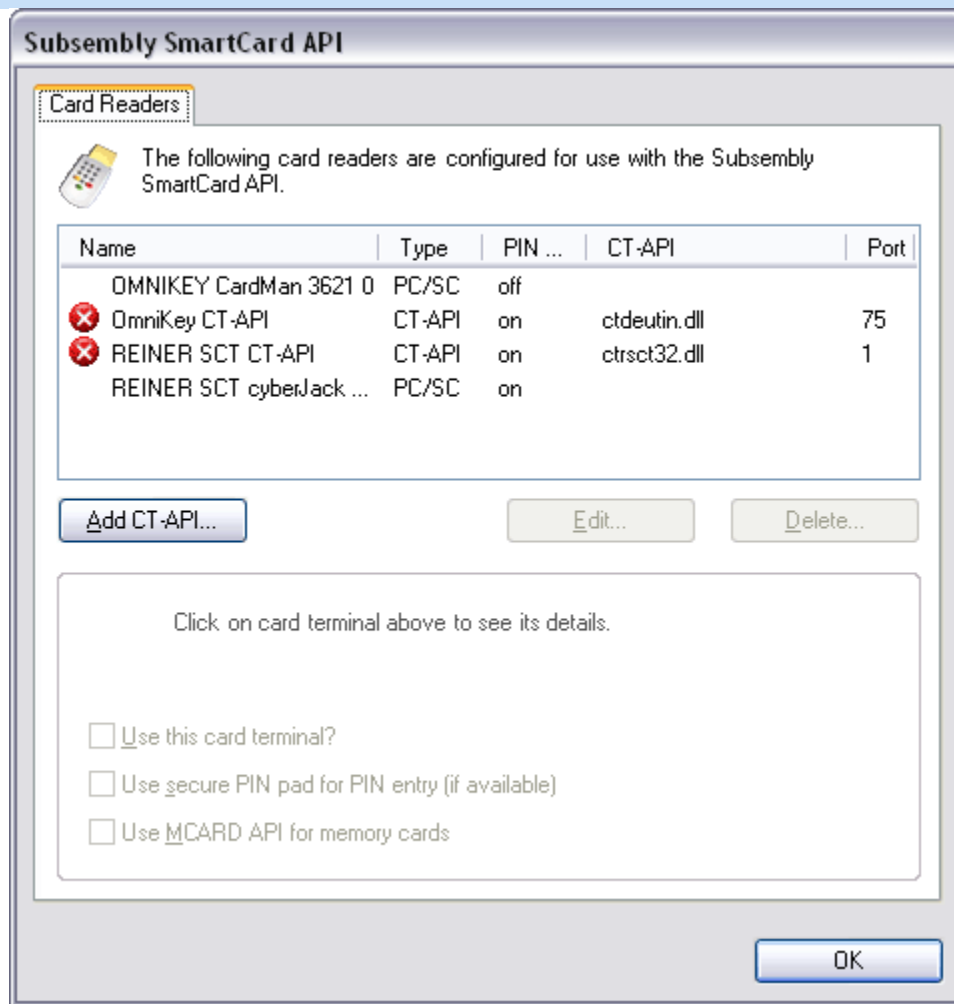 Subsembly SmartCard API
Card Readers
The following card readers are configured for use with the Subsembly
SmartCard API.
Name Type PIN ... CT-API Port
OMNIKEY CardMan 3621 0 PC/SC off
OmniKey CT-API CT-API on ctdeutin.dll 75
REINER SCT CT-API CT-API on ctrsct32.dll 1
REINER SCT cyberJack ... PC/SC on
Add CT-API... Edit... Delete...
Click on card terminal above to see its details.
Use this card terminal?
Use secure PIN pad for PIN entry (if available)
Use MCARD API for memory cards
OK